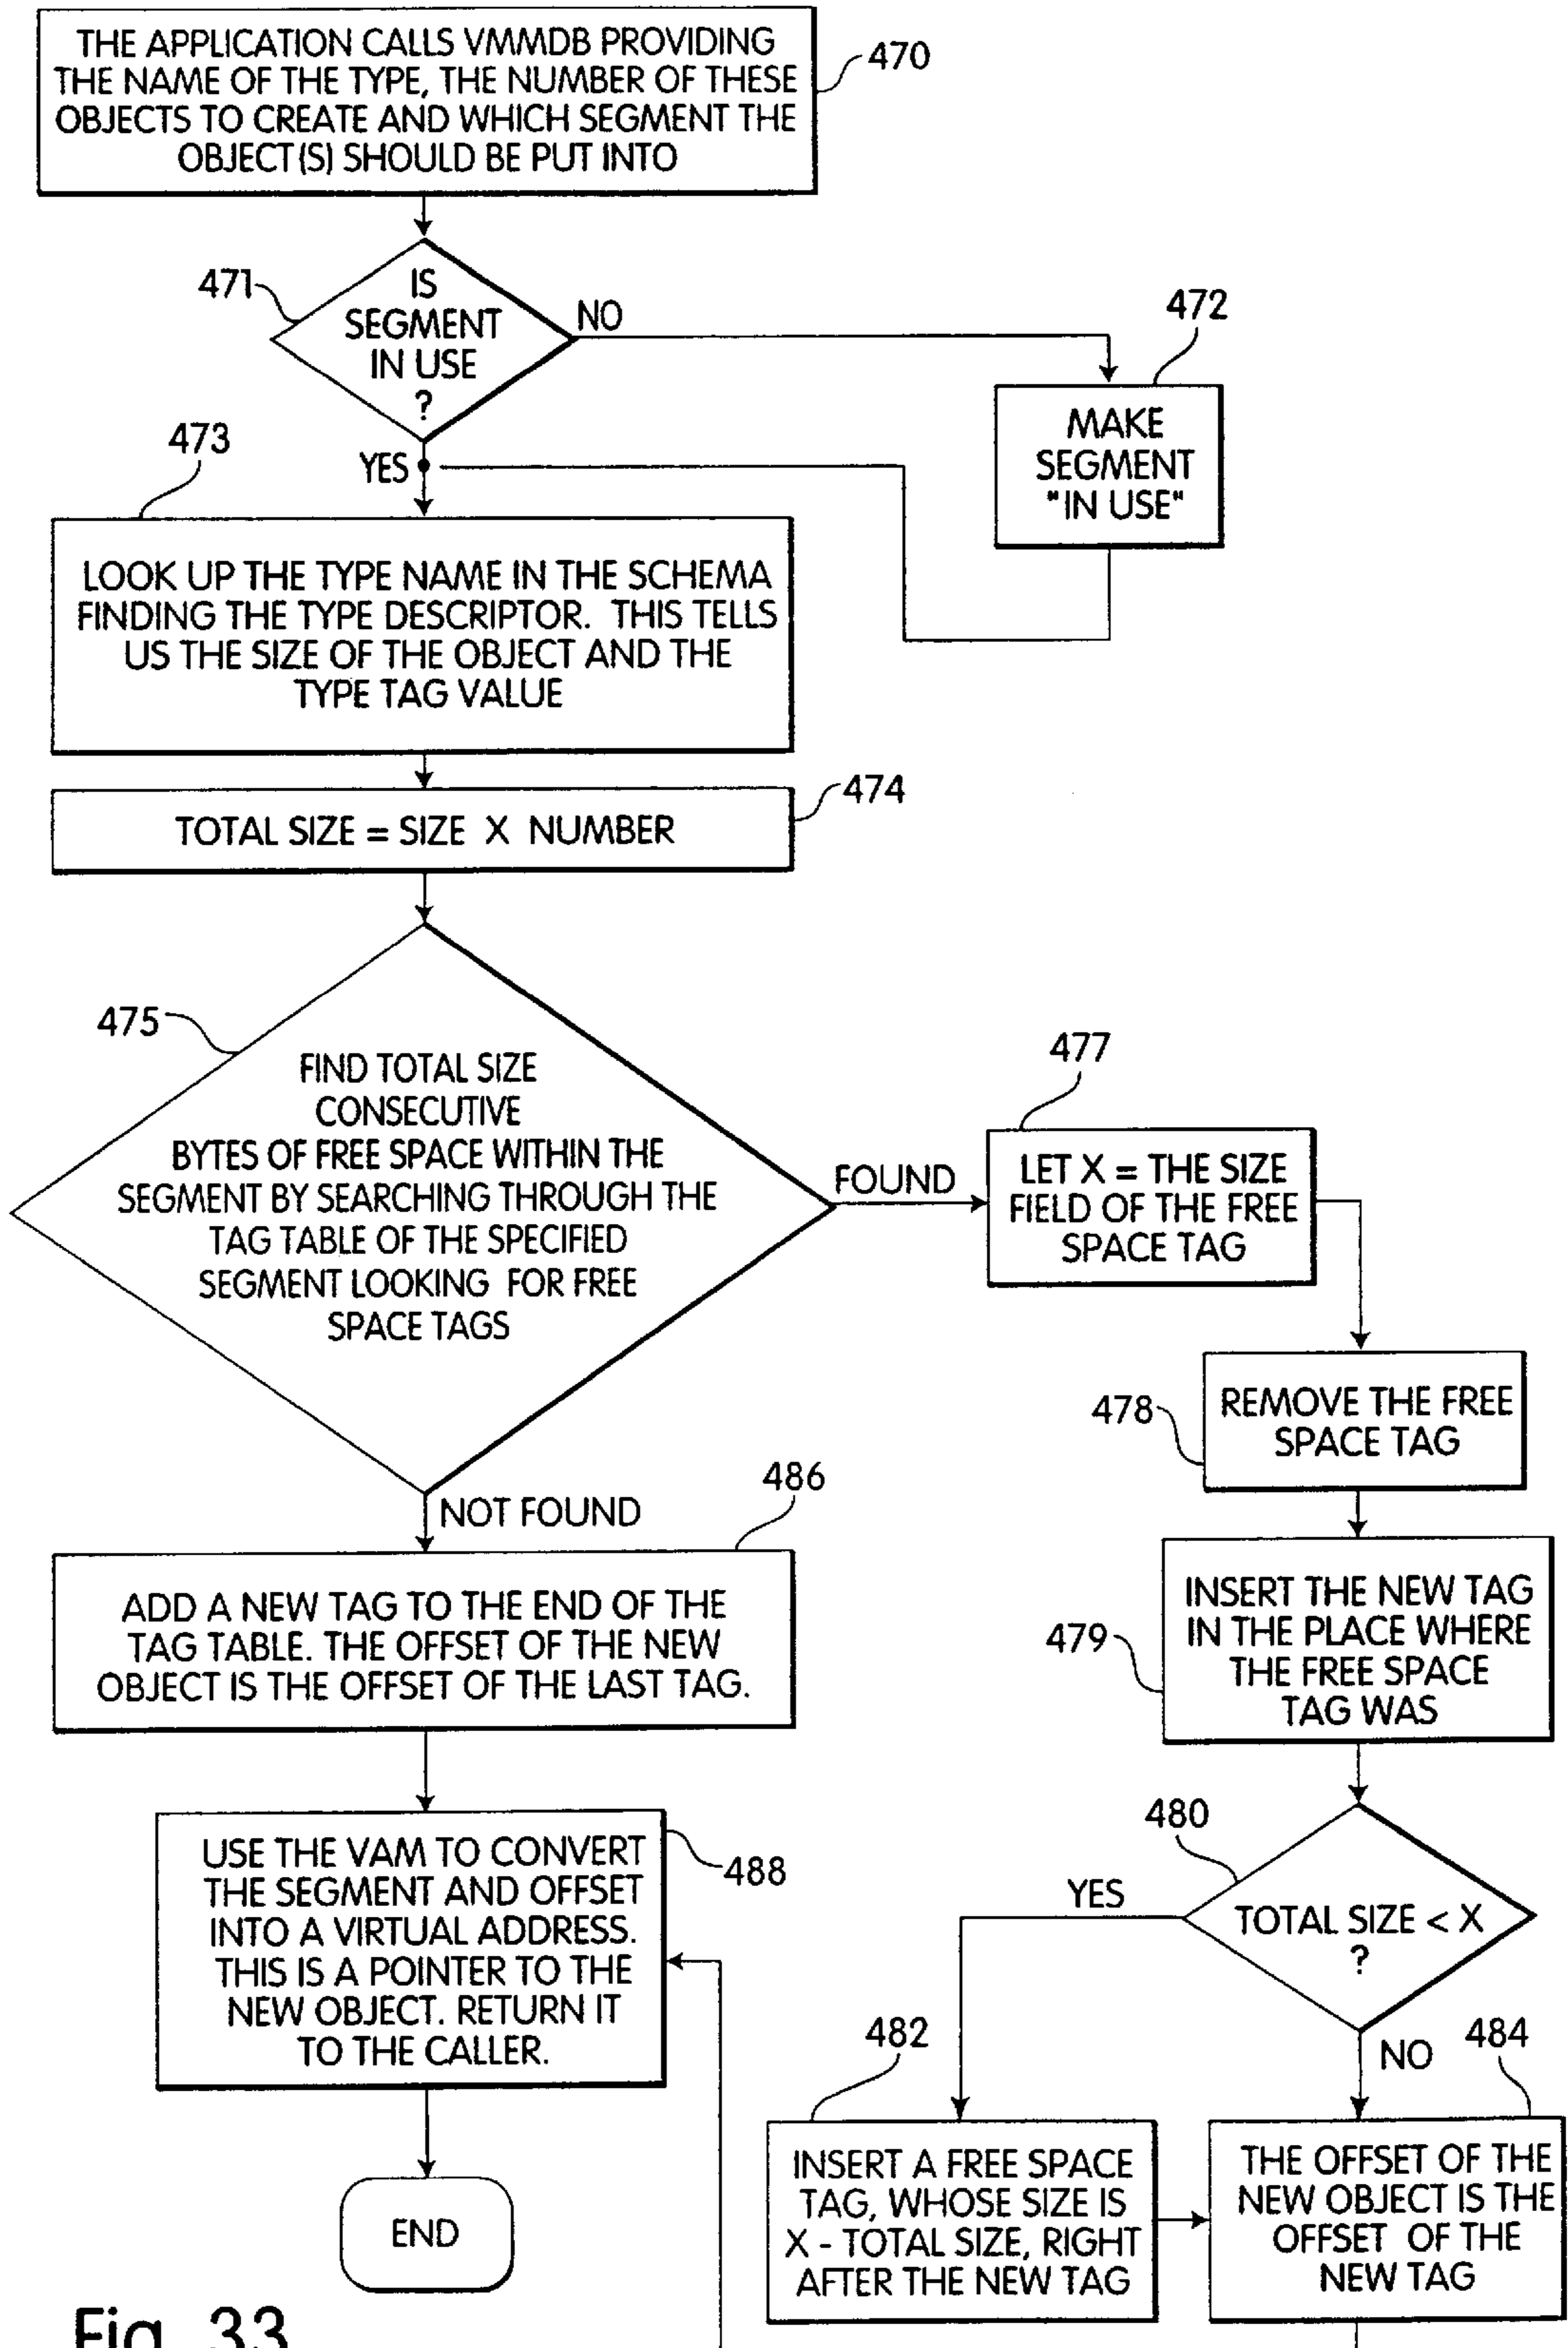 THE APPLICATION CALLS VMMDB PROVIDING
THE NAME OF THE TYPE, THE NUMBER OF THESE
OBJECTS TO CREATE AND WHICH SEGMENT THE
OBJECT(S) SHOULD BE PUT INTO
470
471
IS
SEGMENT
IN USE
?
NO
YES
472
MAKE
SEGMENT
"IN USE"
473
LOOK UP THE TYPE NAME IN THE SCHEMA
FINDING THE TYPE DESCRIPTOR. THIS TELLS
US THE SIZE OF THE OBJECT AND THE
TYPE TAG VALUE
474
TOTAL SIZE = SIZE X NUMBER
475
FIND TOTAL SIZE
CONSECUTIVE
BYTES OF FREE SPACE WITHIN THE
SEGMENT BY SEARCHING THROUGH THE
TAG TABLE OF THE SPECIFIED
SEGMENT LOOKING FOR FREE
SPACE TAGS
FOUND
477
LET X = THE SIZE
FIELD OF THE FREE
SPACE TAG
478
REMOVE THE FREE
SPACE TAG
NOT FOUND
486
ADD A NEW TAG TO THE END OF THE
TAG TABLE. THE OFFSET OF THE NEW
OBJECT IS THE OFFSET OF THE LAST TAG.
479
INSERT THE NEW TAG
IN THE PLACE WHERE
THE FREE SPACE
TAG WAS
488
USE THE VAM TO CONVERT
THE SEGMENT AND OFFSET
INTO A VIRTUAL ADDRESS.
THIS IS A POINTER TO THE
NEW OBJECT. RETURN IT
TO THE CALLER.
480
TOTAL SIZE < X
?
YES
NO
482
INSERT A FREE SPACE
TAG, WHOSE SIZE IS
X - TOTAL SIZE, RIGHT
AFTER THE NEW TAG
484
THE OFFSET OF THE
NEW OBJECT IS THE
OFFSET OF THE
NEW TAG
END
Fig. 33